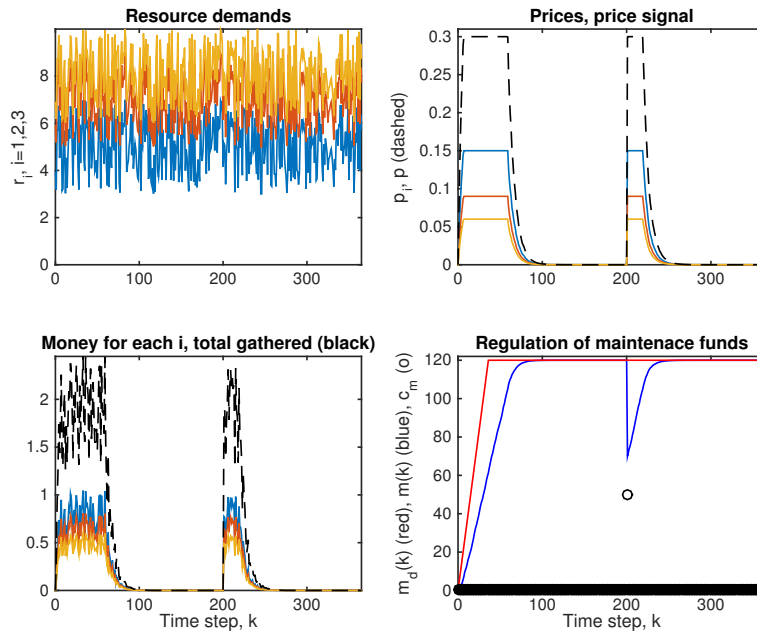 Resource demands
r_i, i=1,2,3
8
6
4
2
0
0 100 200 300
Prices, price signal
p_i, p (dashed)
0.3
0.25
0.2
0.15
0.1
0.05
0
0 100 200 300
Money for each i, total gathered (black)
2
1.5
1
0.5
0
0 100 200 300
Time step, k
Regulation of maintenace funds
m_d(k) (red), m(k) (blue), c_m (o)
120
100
80
60
40
20
0
0 100 200 300
Time step, k